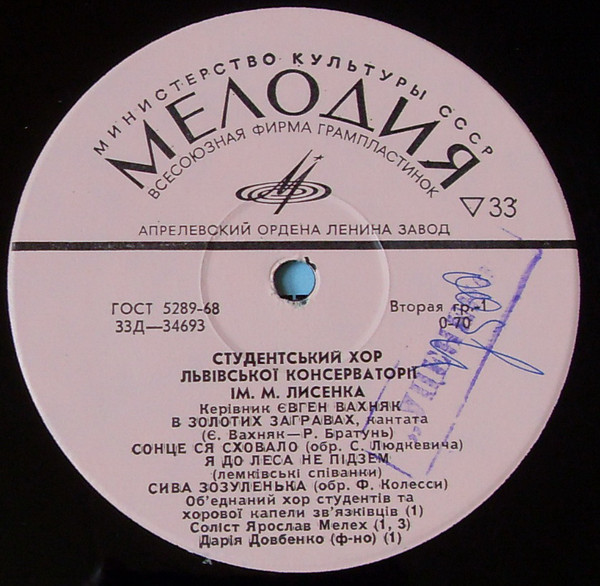 МИНИСТЕРСТВО КУЛЬТУРЫ СССР
МЕЛОДИЯ
ВСЕСОЮЗНАЯ ФИРМА ГРАМПЛАСТИНОК
33
АПРЕЛЕВСКИЙ ОРДЕНА ЛЕНИНА ЗАВОД
ГОСТ 5289-68
33Д—34693
Вторая гр.-1
0-70
СТУДЕНТСЬКИЙ ХОР
ЛЬВІВСЬКОЇ КОНСЕРВАТОРІЇ
ІМ. М. ЛИСЕНКА
Керівник ЄВГЕН ВАХНЯК
В ЗОЛОТИХ ЗАГРАВАХ, кантата
(Є. Вахняк—Р. Братунь)
СОНЦЕ СЯ СХОВАЛО (обр. С. Людкевича)
Я ДО ЛЕСА НЕ ПІДЗЕМ
(лемківські співанки)
СИВА ЗОЗУЛЕНЬКА (обр. Ф. Колесси)
Об'єднаний хор студентів та
хорової капели зв'язківців (1)
Соліст Ярослав Мелех (1, 3)
Дарія Довбенко (ф-но) (1)